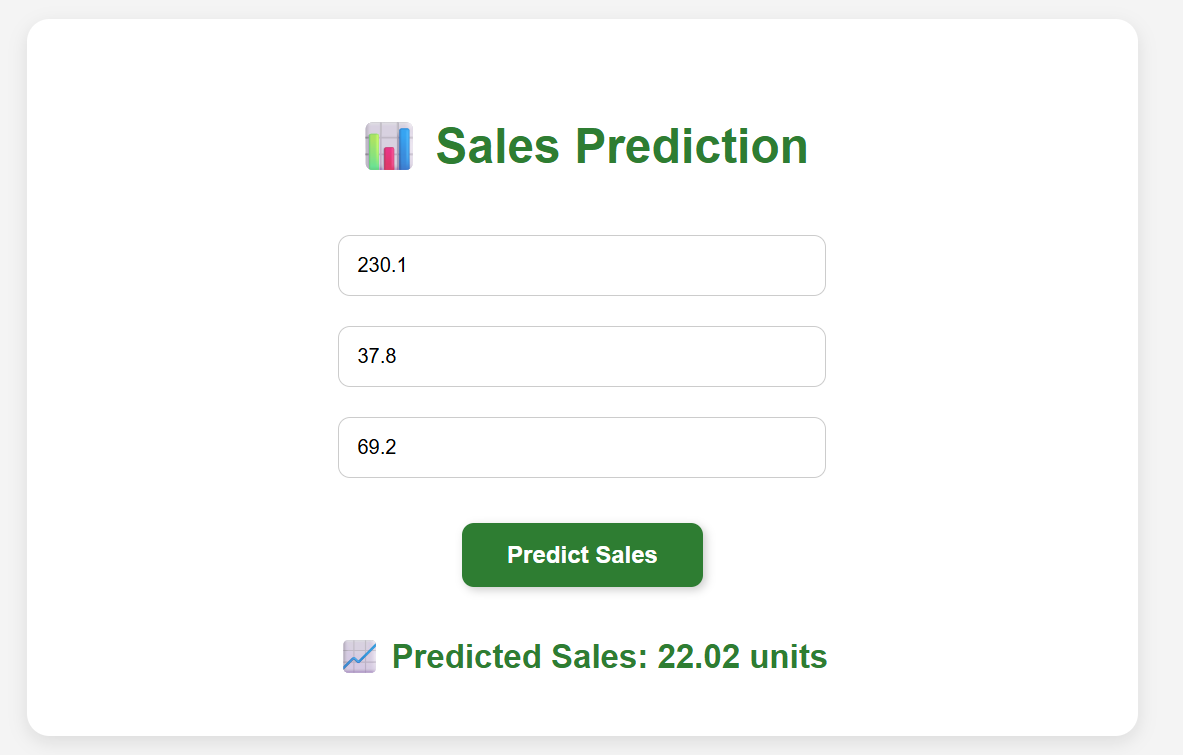 Sales Prediction
230.1
37.8
69.2
Predict Sales
Predicted Sales: 22.02 units